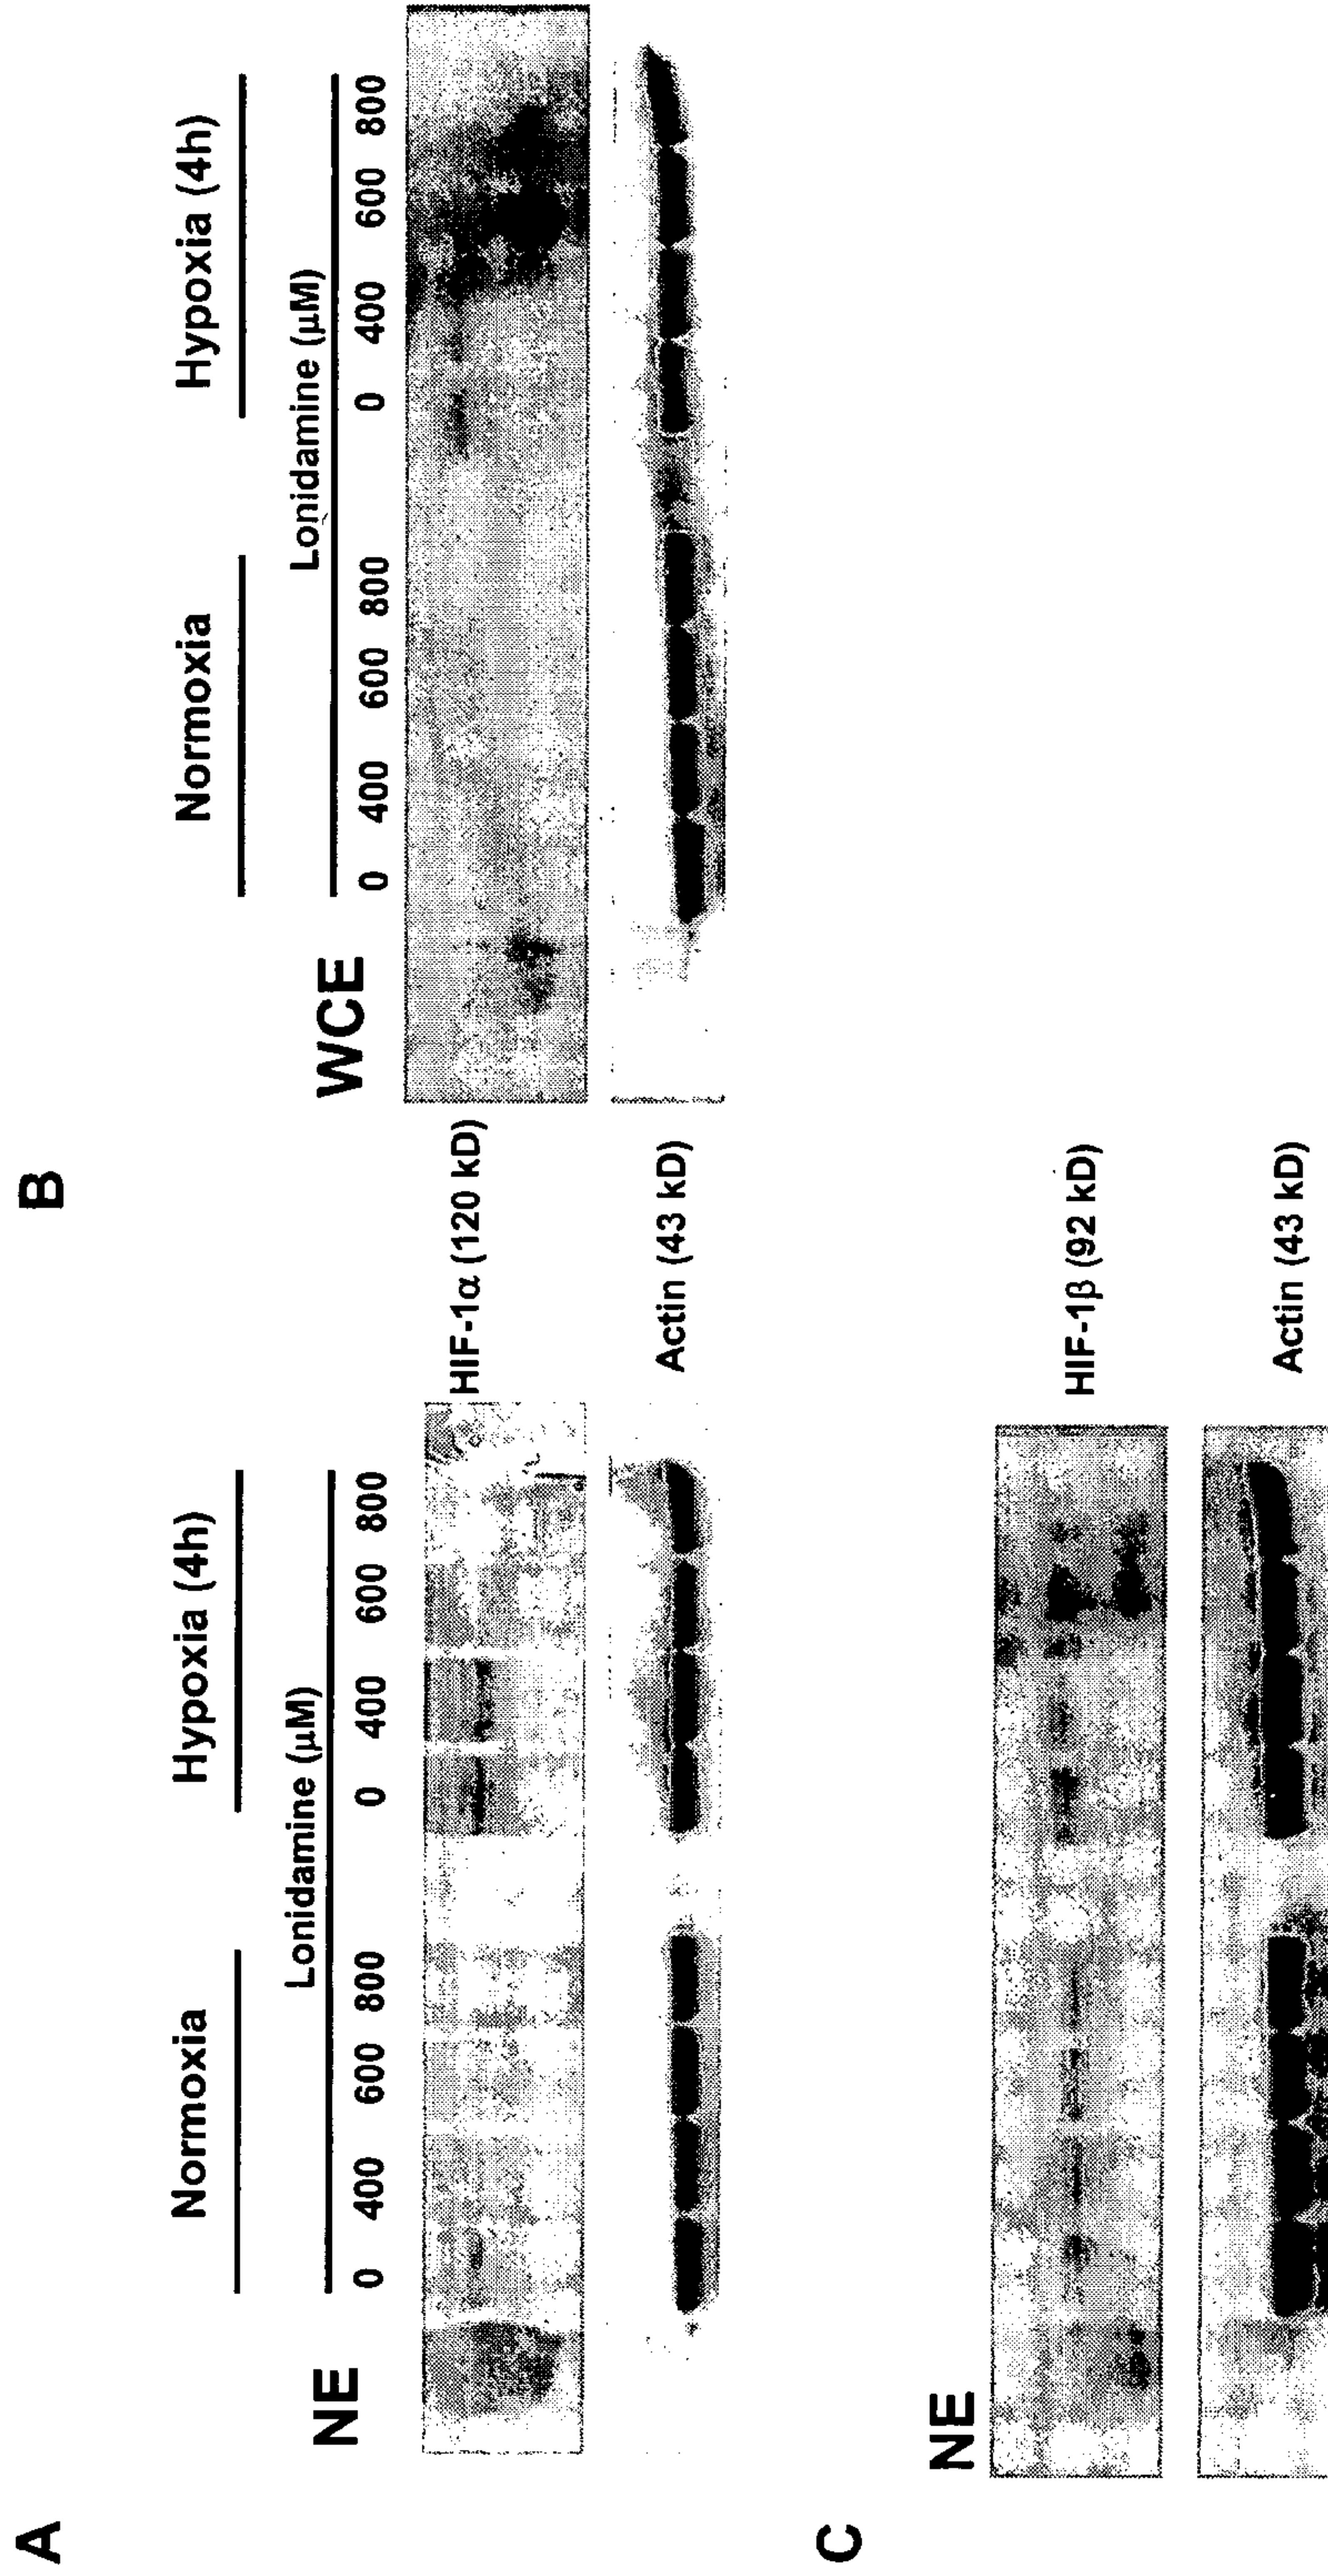 A
Normoxia Hypoxia (4h)
Lonidamine (μM)
NE 0 400 600 800 0 400 600 800
HIF-1α (120 kD)
Actin (43 kD)
B
Normoxia Hypoxia (4h)
Lonidamine (μM)
WCE 0 400 600 800 0 400 600 800
C
NE
HIF-1β (92 kD)
Actin (43 kD)